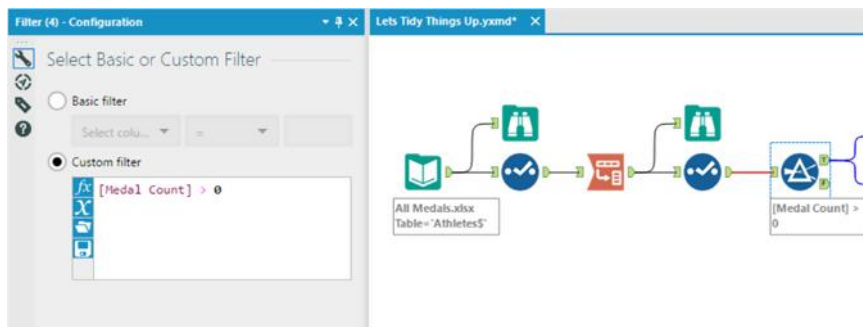 Filter (4) - Configuration
Lets Tidy Things Up.yxmd*
Select Basic or Custom Filter
Basic filter
Select colu... =
Custom filter
[Medal Count] > 0
All Medals.xlsx
Table='Athletes$'
T
F
[Medal Count] >
0